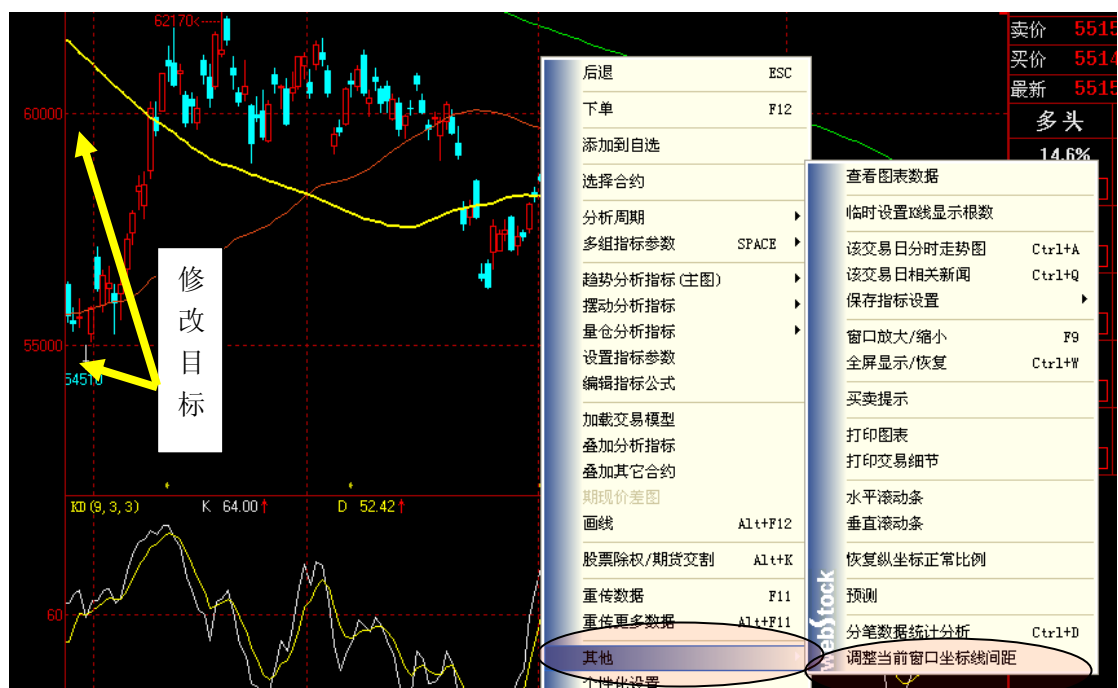 62170
60000
55000
54510
修改目标
KD(9,3,3) K 64.00↑ D 52.42↑
60
后退 ESC
下单 F12
添加到自选
选择合约
分析周期
多组指标参数 SPACE
趋势分析指标(主图)
摆动分析指标
量仓分析指标
设置指标参数
编辑指标公式
加载交易模型
叠加分析指标
叠加其它合约
期现价差图
画线 Alt+F12
股票除权/期货交割 Alt+K
重传数据 F11
重传更多数据 Alt+F11
其他
个性化设置
查看图表数据
临时设置K线显示根数
该交易日分时走势图 Ctrl+A
该交易日相关新闻 Ctrl+Q
保存指标设置
窗口放大/缩小 F9
全屏显示/恢复 Ctrl+W
买卖提示
打印图表
打印交易细节
水平滚动条
垂直滚动条
恢复纵坐标正常比例
预测
分笔数据统计分析 Ctrl+D
调整当前窗口坐标线间距
webStock
卖价 5515
买价 5514
最新 5515
多头
14.6%